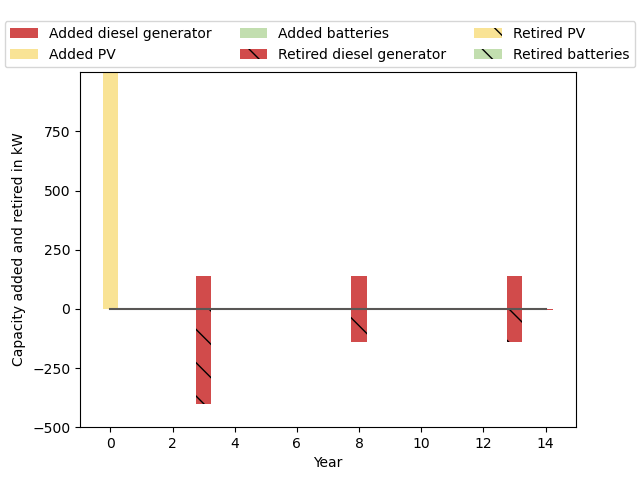 Added diesel generator
Added PV
Added batteries
Retired diesel generator
Retired PV
Retired batteries
Capacity added and retired in kW
750
500
250
0
−250
−500
0 2 4 6 8 10 12 14
Year